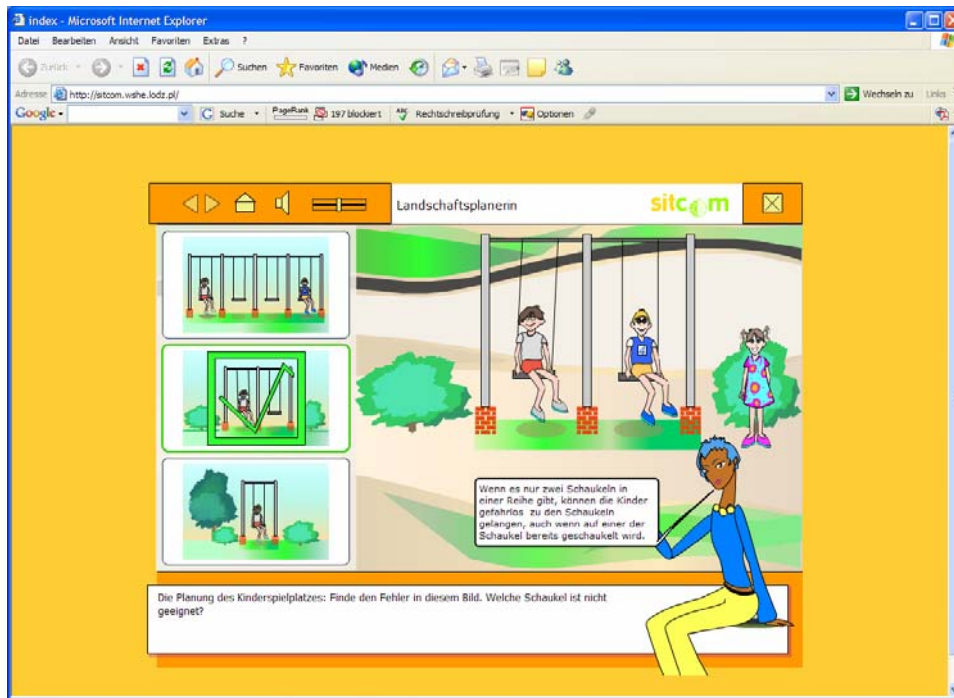 index - Microsoft Internet Explorer
Datei Bearbeiten Ansicht Favoriten Extras ?
Zurück Suchen Favoriten Medien
Adresse http://sitcom.wshe.lodz.pl/ Wechseln zu Links
Google Suche PageRank 197 blockiert ABC Rechtschreibprüfung Optionen
Landschaftsplanerin sitcom
Wenn es nur zwei Schaukeln in
einer Reihe gibt, können die Kinder
gefahrlos zu den Schaukeln
gelangen, auch wenn auf einer der
Schaukel bereits geschaukelt wird.
Die Planung des Kinderspielplatzes: Finde den Fehler in diesem Bild. Welche Schaukel ist nicht
geeignet?